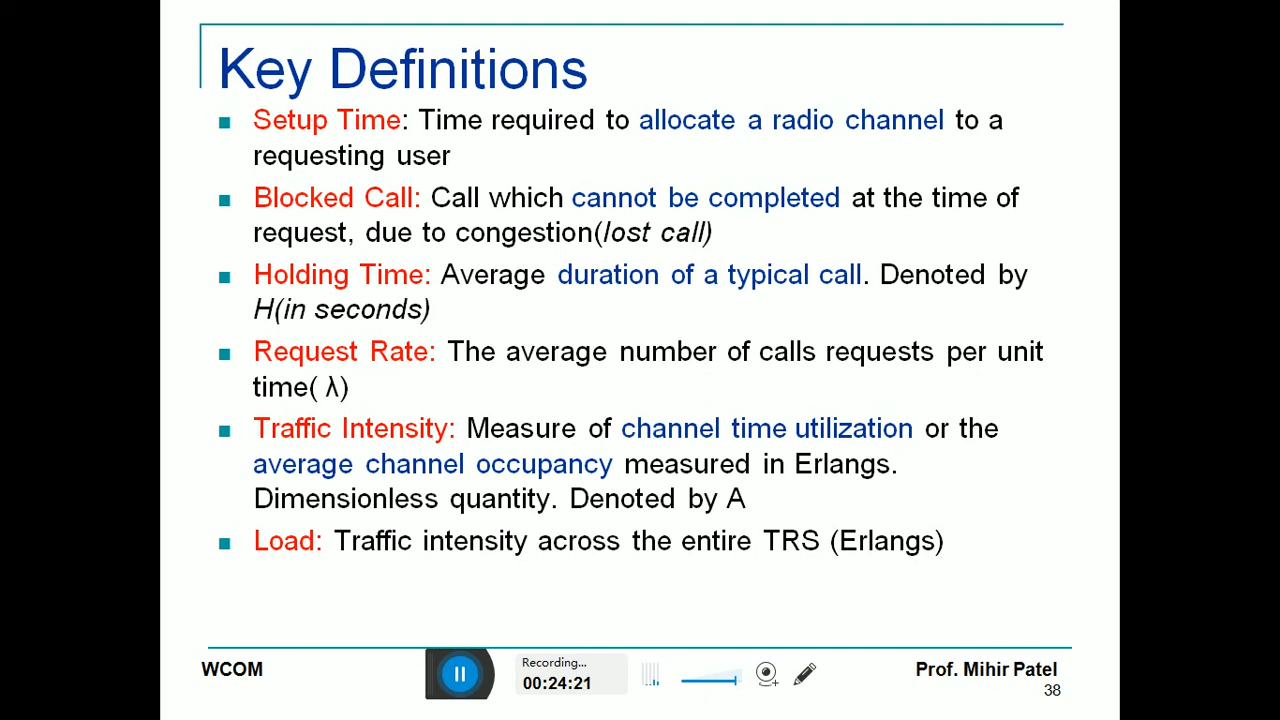 Key Definitions
Setup Time: Time required to allocate a radio channel to a
requesting user
Blocked Call: Call which cannot be completed at the time of
request, due to congestion(lost call)
Holding Time: Average duration of a typical call. Denoted by
H(in seconds)
Request Rate: The average number of calls requests per unit
time( λ)
Traffic Intensity: Measure of channel time utilization or the
average channel occupancy measured in Erlangs.
Dimensionless quantity. Denoted by A
Load: Traffic intensity across the entire TRS (Erlangs)
WCOM
Recording...
00:24:21
Prof. Mihir Patel
38